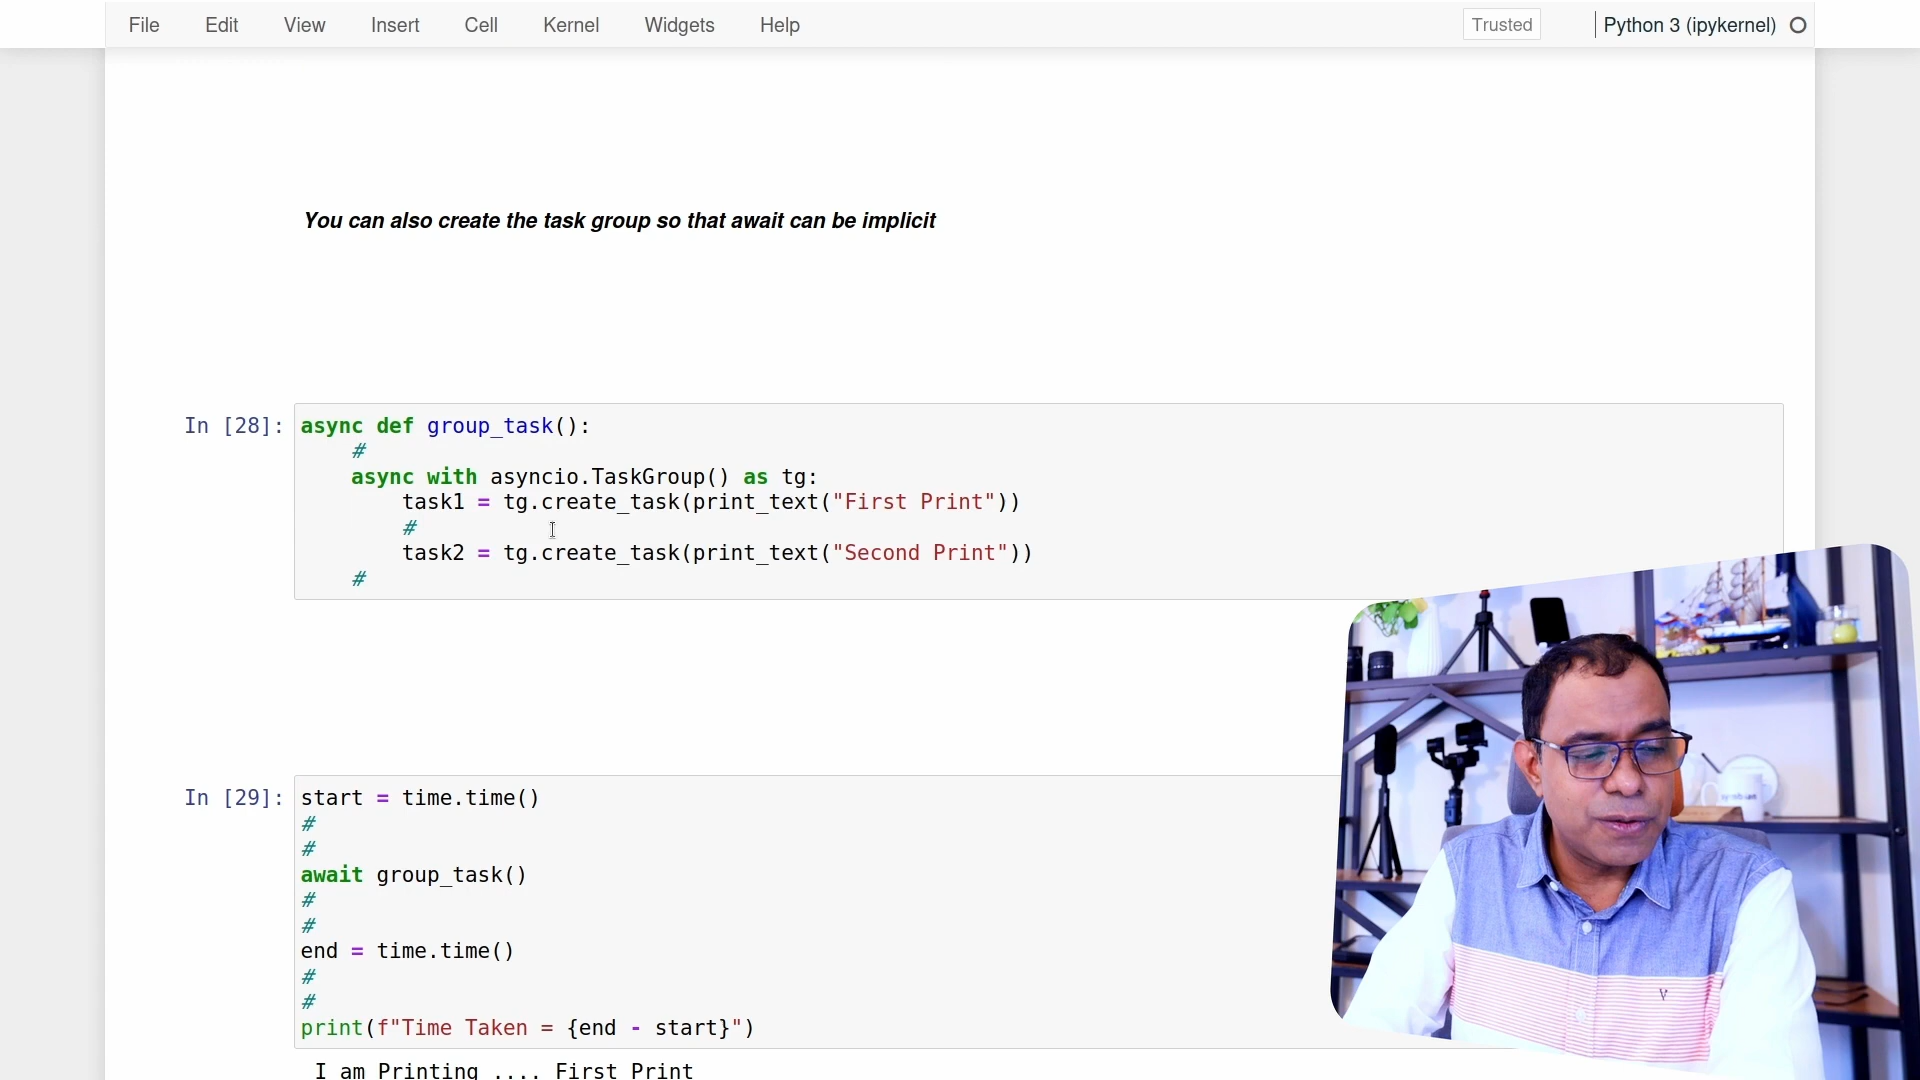 File Edit View Insert Cell Kernel Widgets Help Trusted Python 3 (ipykernel)
You can also create the task group so that await can be implicit
In [28]: async def group_task():
#
async with asyncio.TaskGroup() as tg:
task1 = tg.create_task(print_text("First Print"))
#
task2 = tg.create_task(print_text("Second Print"))
#
In [29]: start = time.time()
#
#
await group_task()
#
#
end = time.time()
#
#
print(f"Time Taken = {end - start}")
I am Printing .... First Print
V